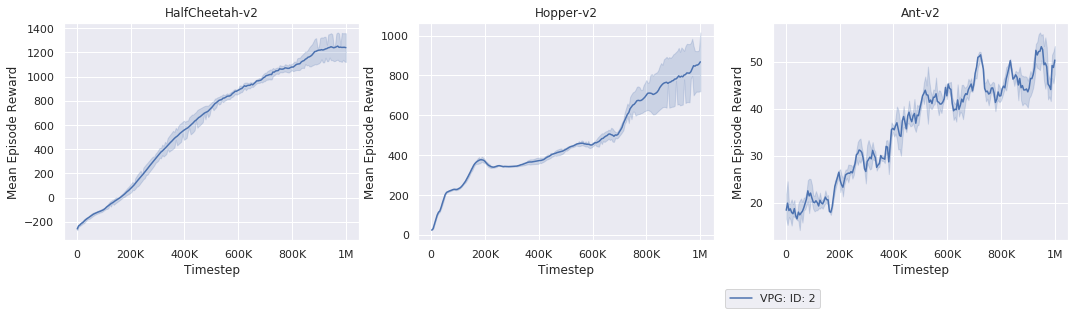 HalfCheetah-v2
Mean Episode Reward
1400
1200
1000
800
600
400
200
0
−200
0
200K
400K
600K
800K
1M
Timestep
Hopper-v2
Mean Episode Reward
1000
800
600
400
200
0
0
200K
400K
600K
800K
1M
Timestep
Ant-v2
Mean Episode Reward
50
40
30
20
0
200K
400K
600K
800K
1M
Timestep
VPG: ID: 2